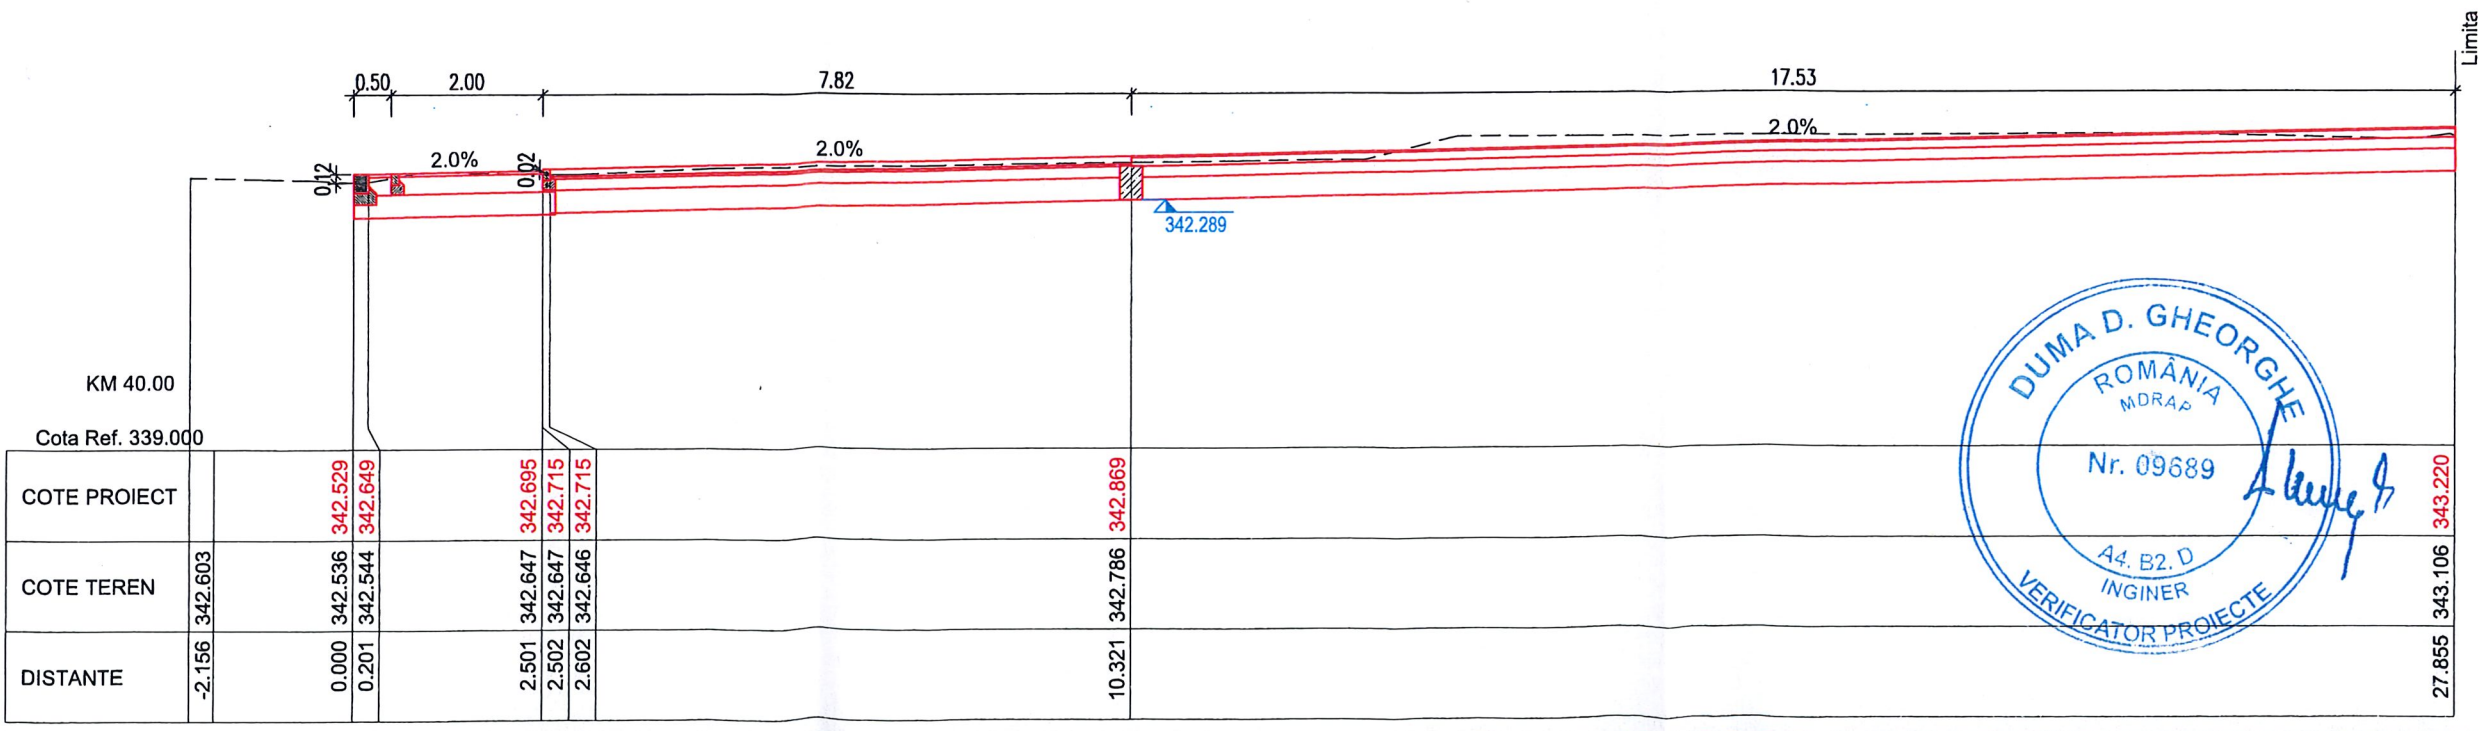 Limita
0.50 2.00 7.82 17.53
0.12 2.0% 0.02 2.0% 2.0%
342.289
KM 40.00
Cota Ref. 339.000
COTE PROIECT 342.529 342.649 342.695 342.715 342.715 342.869 343.220
COTE TEREN 342.603 342.536 342.544 342.647 342.647 342.646 342.786 343.106
DISTANTE -2.156 0.000 0.201 2.501 2.502 2.602 10.321 27.855
DUMA D. GHEORGHE
ROMÂNIA
MDRAP
Nr. 09689
A4. B2. D
INGINER
VERIFICATOR PROIECTE